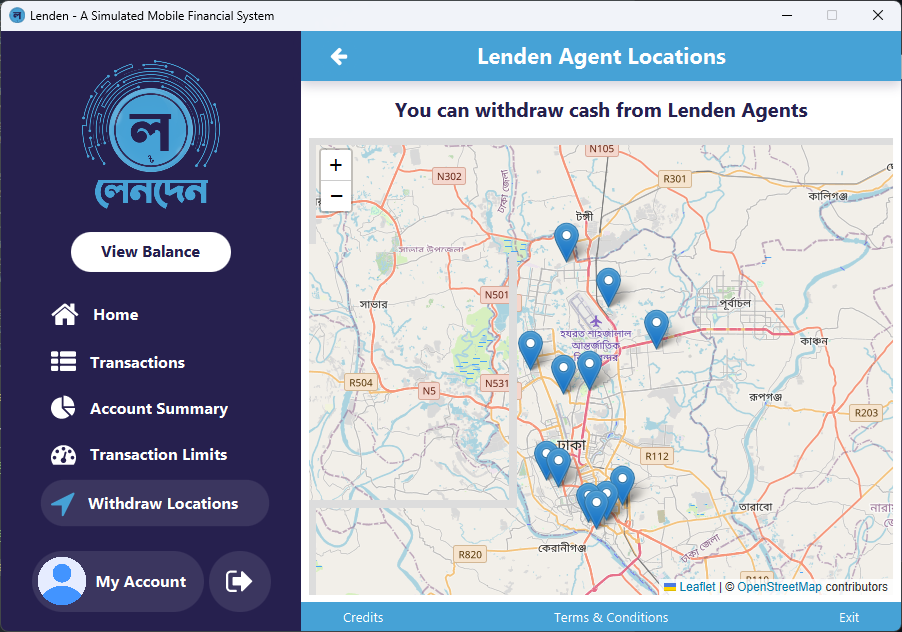 Lenden - A Simulated Mobile Financial System
ল
৳
লেনদেন
View Balance
Home
Transactions
Account Summary
Transaction Limits
Withdraw Locations
My Account
Lenden Agent Locations
You can withdraw cash from Lenden Agents
+
−
N105
N302
R301
ঢাকা জেলা
কালিগঞ্জ
টঙ্গী
সাভার উপজেলা
N501
সাভার
পূর্বাচল
হযরত শাহজালাল
আন্তর্জাতিক
কাঞ্চন
R504
N5
N531
রূপগঞ্জ
R203
ঢাকা
R112
তারাবো
কেরানীগঞ্জ
ঢাকা জেলা
R820
R110
Leaflet | © OpenStreetMap contributors
Credits
Terms & Conditions
Exit